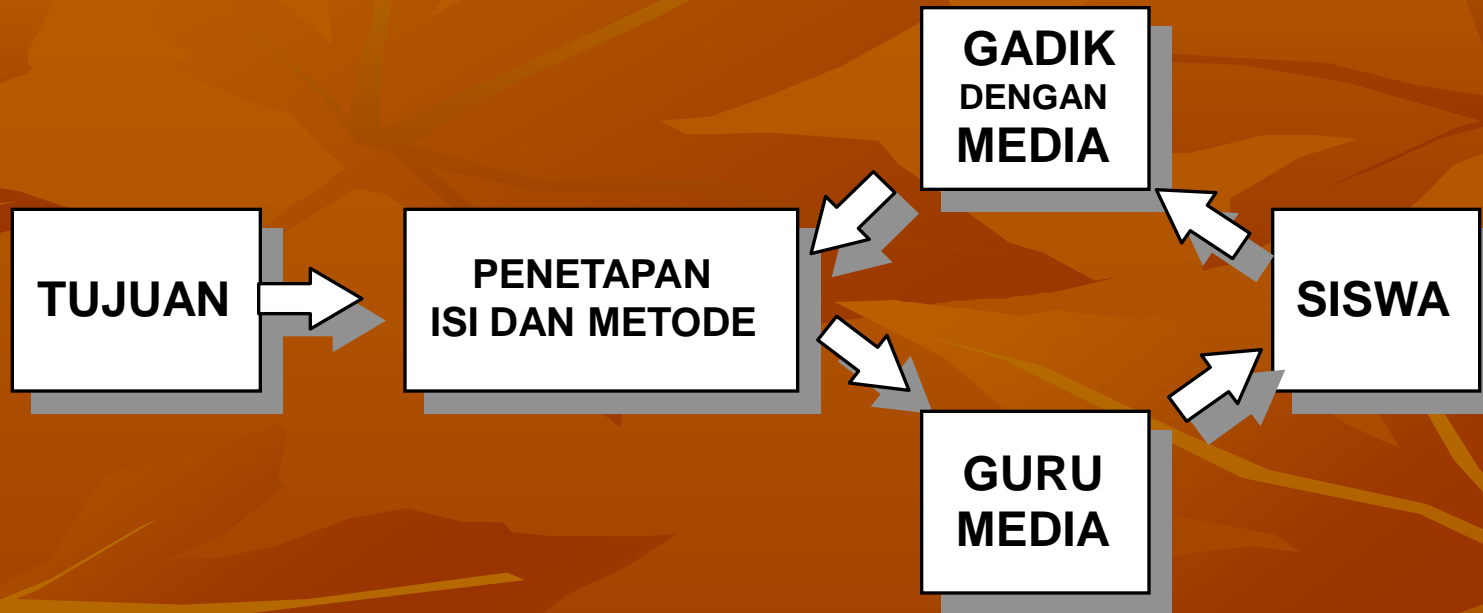 TUJUAN
PENETAPAN
ISI DAN METODE
GADIK
DENGAN
MEDIA
GURU
MEDIA
SISWA